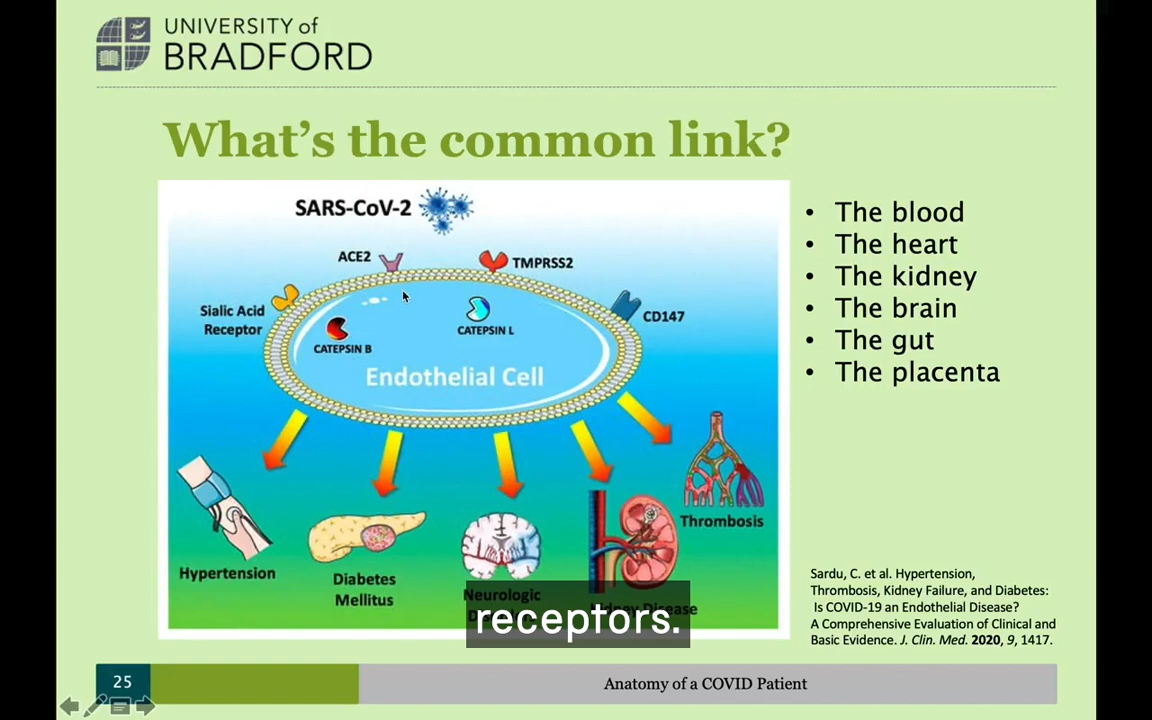 UNIVERSITY of
BRADFORD
What's the common link?
SARS-CoV-2
ACE2
TMPRSS2
Sialic Acid
Receptor
CD147
CATEPSIN B
CATEPSIN L
Endothelial Cell
Hypertension
Diabetes
Mellitus
Neurologic
Disease
Thrombosis
receptors.
• The blood
• The heart
• The kidney
• The brain
• The gut
• The placenta
Sardu, C. et al. Hypertension,
Thrombosis, Kidney Failure, and Diabetes:
Is COVID-19 an Endothelial Disease?
A Comprehensive Evaluation of Clinical and
Basic Evidence. J. Clin. Med. 2020, 9, 1417.
25
Anatomy of a COVID Patient